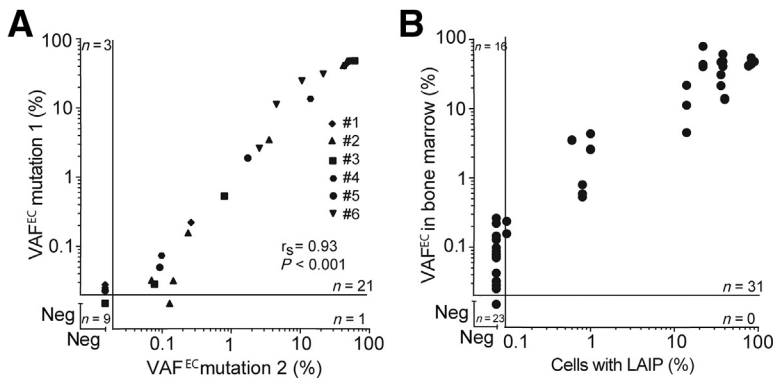 A
B
n = 3
100
10
1
0.1
Neg
VAF^EC mutation 1 (%)
#1
#2
#3
#4
#5
#6
r_s = 0.93
P < 0.001
n = 21
n = 9
n = 1
Neg
0.1
1
10
100
VAF^EC mutation 2 (%)
n = 16
100
10
1
0.1
Neg
VAF^EC in bone marrow (%)
n = 31
n = 23
n = 0
Neg
0.1
1
10
100
Cells with LAIP (%)